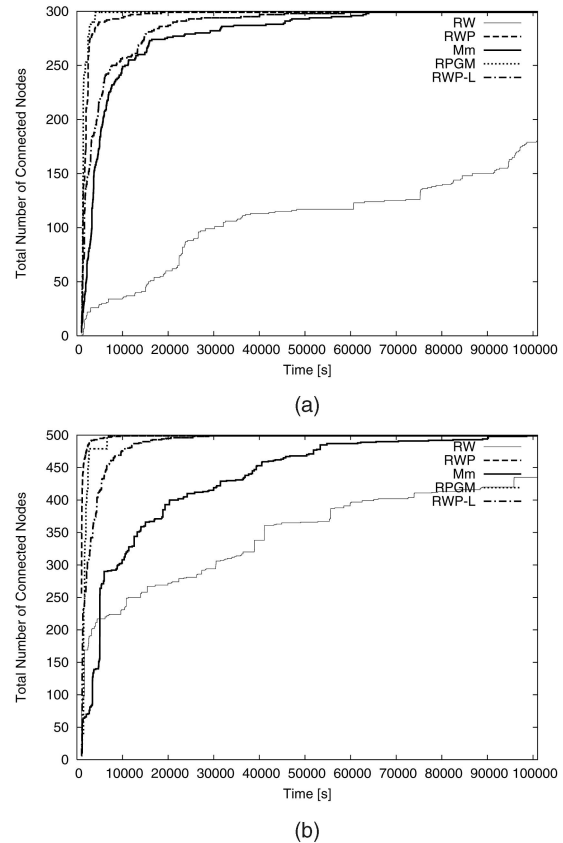 300
250
200
150
100
50
0
Total Number of Connected Nodes
RW
RWP
Mm
RPGM
RWP-L
0 10000 20000 30000 40000 50000 60000 70000 80000 90000 100000
Time [s]
(a)
500
450
400
350
300
250
200
150
100
50
0
Total Number of Connected Nodes
RW
RWP
Mm
RPGM
RWP-L
0 10000 20000 30000 40000 50000 60000 70000 80000 90000 100000
Time [s]
(b)